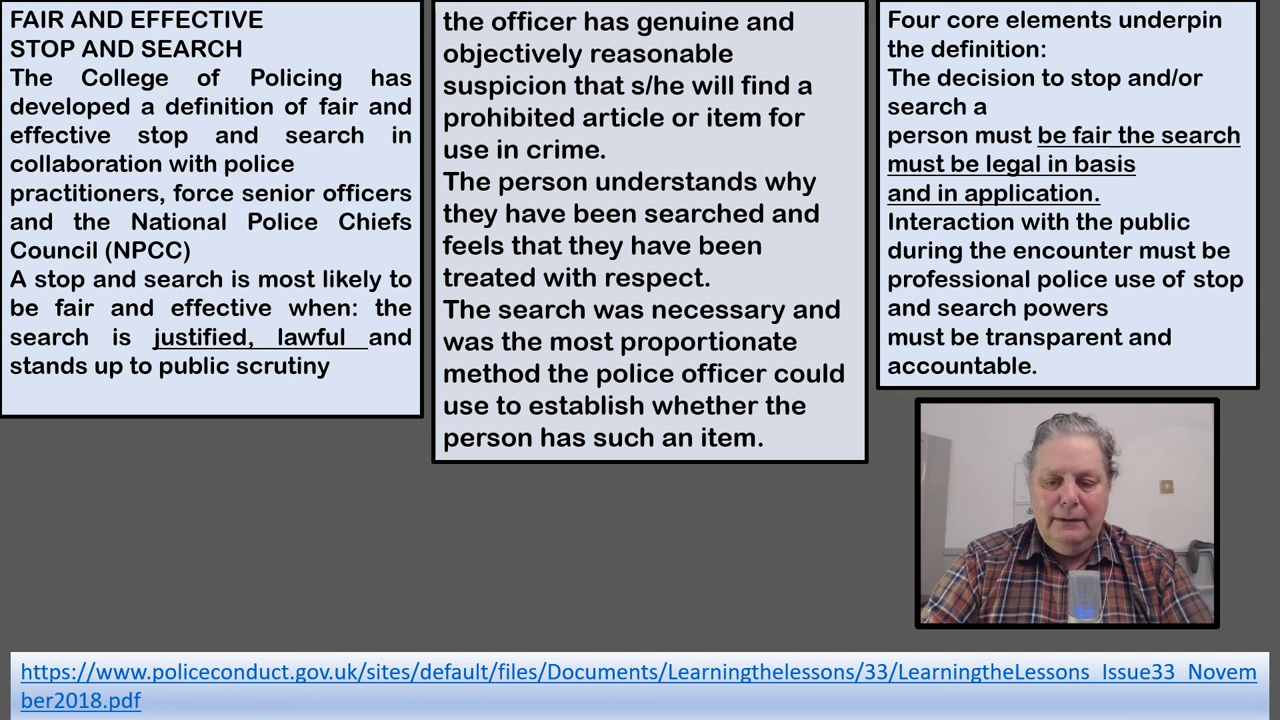 FAIR AND EFFECTIVE
STOP AND SEARCH
The College of Policing has
developed a definition of fair and
effective stop and search in
collaboration with police
practitioners, force senior officers
and the National Police Chiefs
Council (NPCC)
A stop and search is most likely to
be fair and effective when: the
search is justified, lawful and
stands up to public scrutiny
the officer has genuine and
objectively reasonable
suspicion that s/he will find a
prohibited article or item for
use in crime.
The person understands why
they have been searched and
feels that they have been
treated with respect.
The search was necessary and
was the most proportionate
method the police officer could
use to establish whether the
person has such an item.
Four core elements underpin
the definition:
The decision to stop and/or
search a
person must be fair the search
must be legal in basis
and in application.
Interaction with the public
during the encounter must be
professional police use of stop
and search powers
must be transparent and
accountable.
https://www.policeconduct.gov.uk/sites/default/files/Documents/Learningthelessons/33/LearningtheLessons_Issue33_Novem
ber2018.pdf